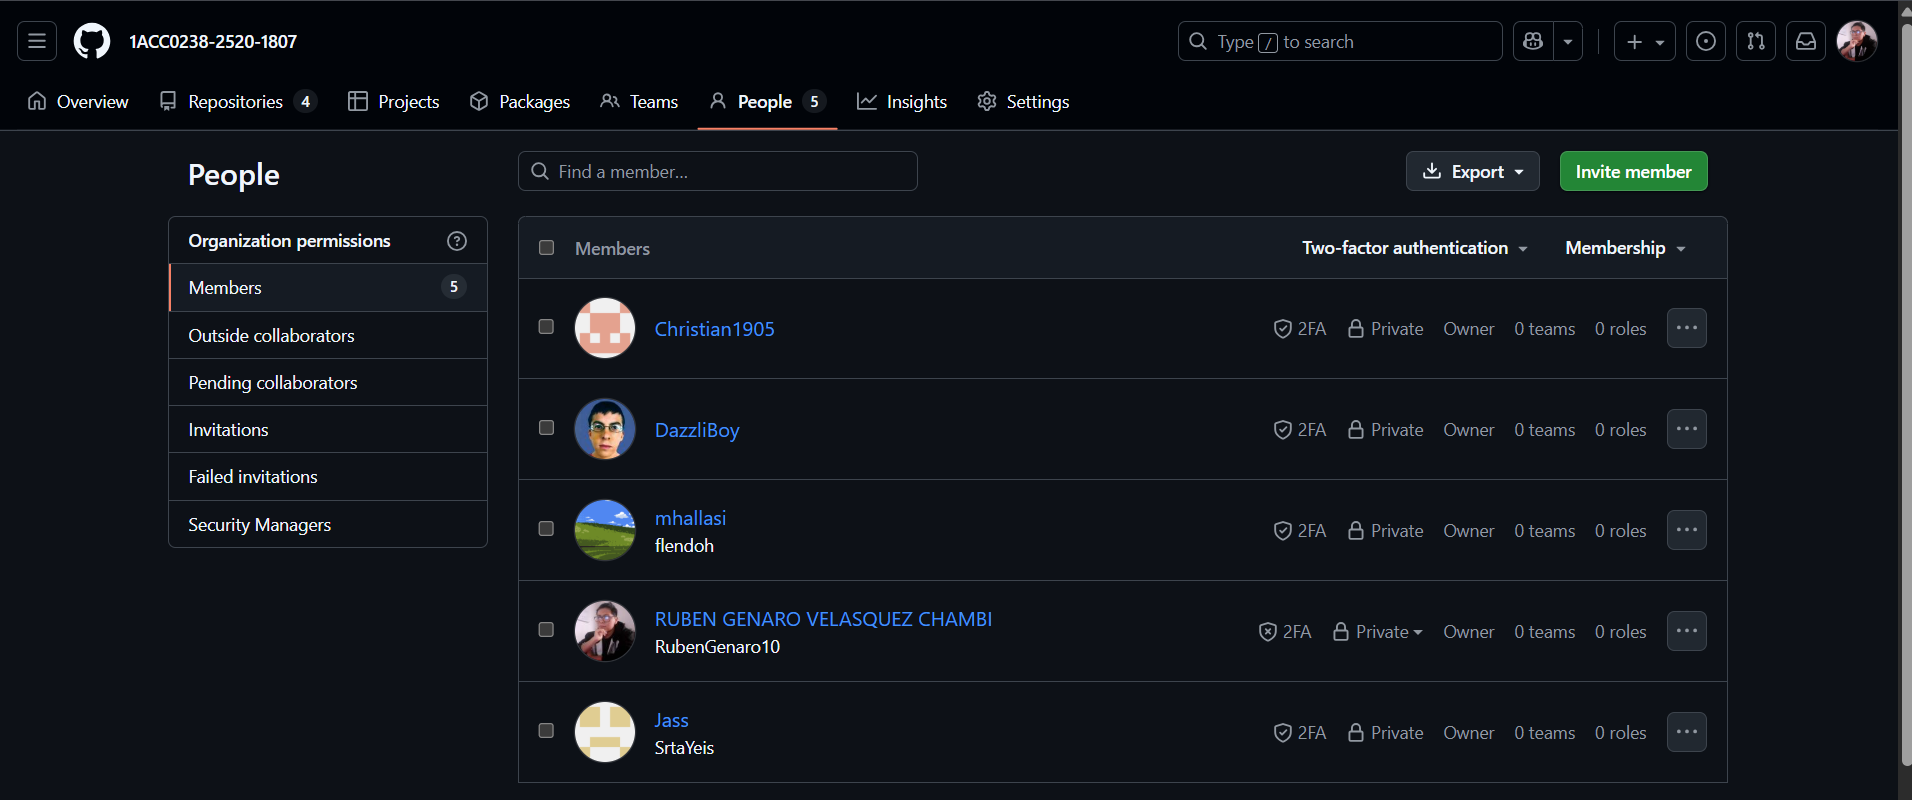 1ACC0238-2520-1807
Type / to search
Overview
Repositories 4
Projects
Packages
Teams
People 5
Insights
Settings
People
Find a member...
Export
Invite member
Organization permissions
Members 5
Outside collaborators
Pending collaborators
Invitations
Failed invitations
Security Managers
Members Two-factor authentication Membership
Christian1905 2FA Private Owner 0 teams 0 roles
DazzliBoy 2FA Private Owner 0 teams 0 roles
mhallasi
flendoh
2FA Private Owner 0 teams 0 roles
RUBEN GENARO VELASQUEZ CHAMBI
RubenGenaro10
2FA Private Owner 0 teams 0 roles
Jass
SrtaYeis
2FA Private Owner 0 teams 0 roles